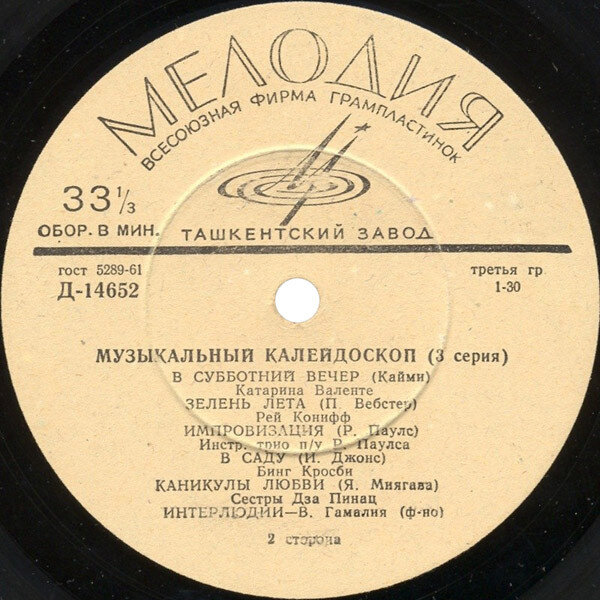 МЕЛОДИЯ
ВСЕСОЮЗНАЯ ФИРМА ГРАМПЛАСТИНОК
33 1/3
ОБОР. В МИН.
ТАШКЕНТСКИЙ ЗАВОД
гост 5289-61
третья гр
Д-14652
1-30
МУЗЫКАЛЬНЫЙ КАЛЕЙДОСКОП (3 серия)
В СУББОТНИЙ ВЕЧЕР (Кайми)
Катарина Валенте
ЗЕЛЕНЬ ЛЕТА (П. Вебстер)
Рей Конифф
ИМПРОВИЗАЦИЯ (Р. Паулс)
Инстр. трио п/у Р. Паулса
В САДУ (И. Джонс)
Бинг Кросби
КАНИКУЛЫ ЛЮБВИ (Я. Миягава)
Сестры Дза Пинац
ИНТЕРЛЮДИИ—В. Гамалия (ф-но)
2 сторона